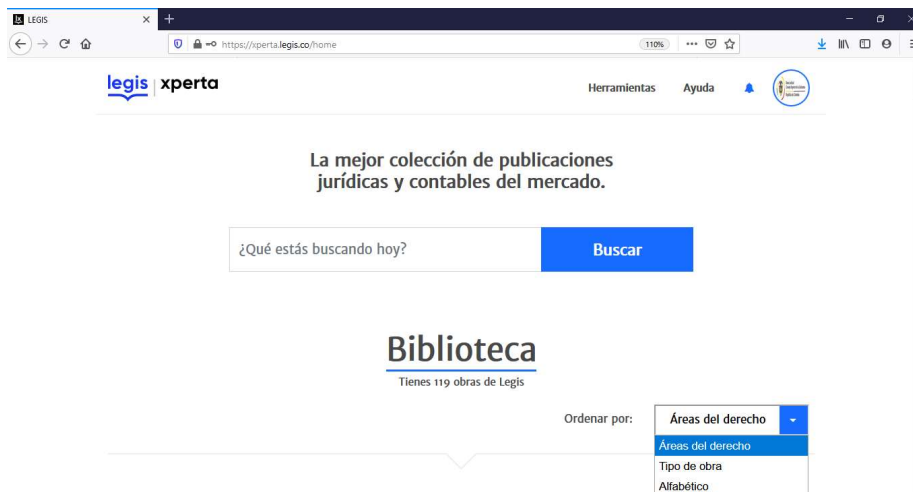 LEGIS
https://xperta.legis.co/home
110%
legis xperta
Herramientas
Ayuda
La mejor colección de publicaciones
jurídicas y contables del mercado.
¿Qué estás buscando hoy?
Buscar
Biblioteca
Tienes 119 obras de Legis
Ordenar por:
Áreas del derecho
Áreas del derecho
Tipo de obra
Alfabético